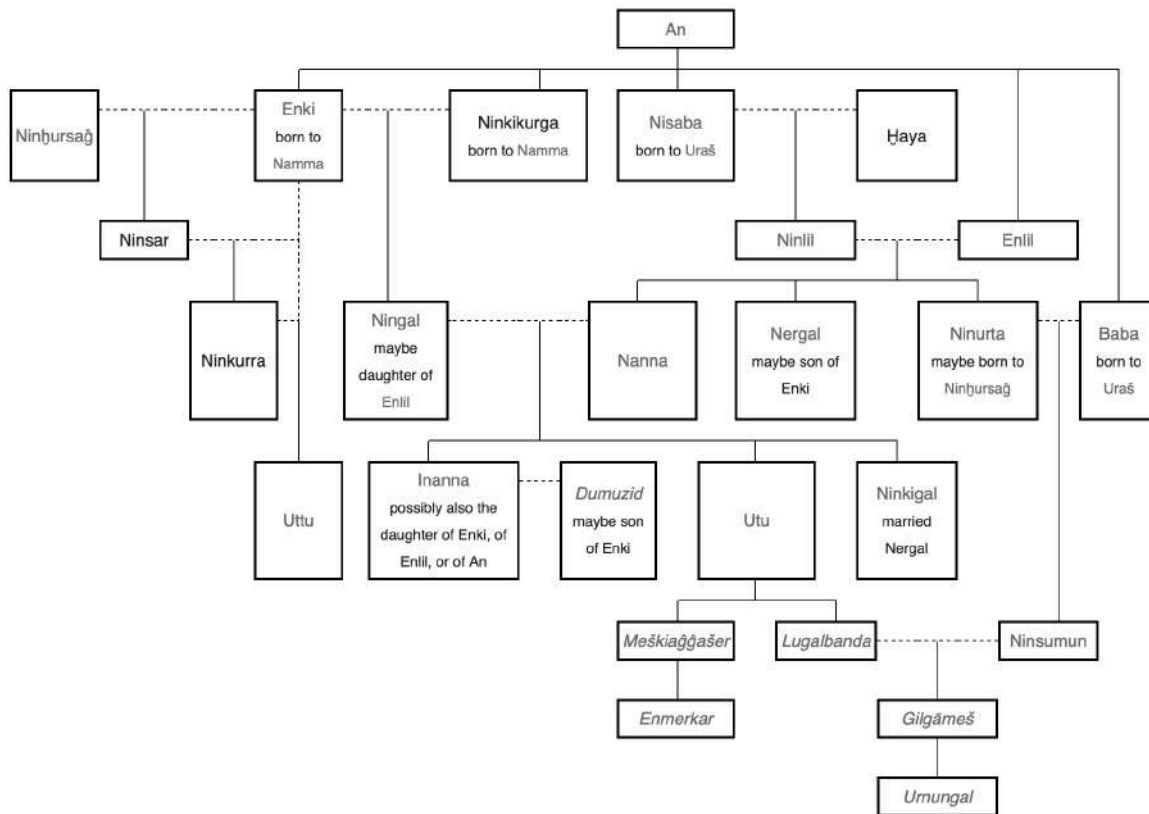 An
Ninḫursaĝ
Enki
born to
Namma
Ninkikurga
born to Namma
Nisaba
born to Uraš
Ḫaya
Ninsar
Ninlil
Enlil
Ninkurra
Ningal
maybe
daughter of
Enlil
Nanna
Nergal
maybe son of
Enki
Ninurta
maybe born to
Ninḫursaĝ
Baba
born to
Uraš
Uttu
Inanna
possibly also the
daughter of Enki, of
Enlil, or of An
Dumuzid
maybe son
of Enki
Utu
Ninkigal
married
Nergal
Meškiaĝĝašer
Lugalbanda
Ninsumun
Enmerkar
Gilgāmeš
Urnungal